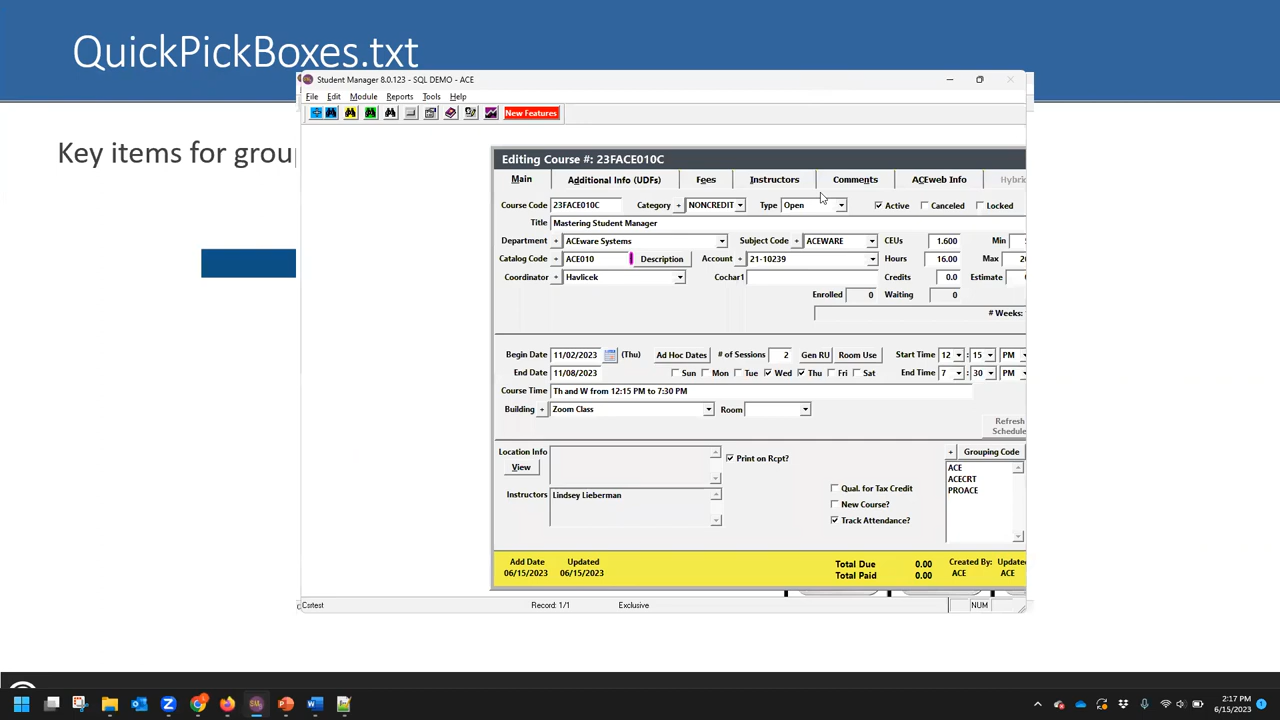 QuickPickBoxes.txt
Student Manager 8.0.123 - SQL DEMO - ACE
File Edit Module Reports Tools Help
New Features
Key items for grou
Editing Course #: 23FACE010C
Main Additional Info (UDFs) Fees Instructors Comments ACEweb Info Hybri
Course Code 23FACE010C Category + NONCREDIT Type Open Active Canceled Locked
Title Mastering Student Manager
Department + ACEware Systems Subject Code + ACEWARE CEUs 1.600 Min
Catalog Code + ACE010 Description Account + 21-10239 Hours 16.00 Max 20
Coordinator + Havlicek Cochar1 Credits 0.0 Estimate
Enrolled 0 Waiting 0
# Weeks:
Begin Date 11/02/2023 (Thu) Ad Hoc Dates # of Sessions 2 Gen RU Room Use Start Time 12 : 15 PM
End Date 11/08/2023 Sun Mon Tue Wed Thu Fri Sat End Time 7 : 30 PM
Course Time Th and W from 12:15 PM to 7:30 PM
Building + Zoom Class Room
Refresh
Schedule
Location Info Print on Rcpt? + Grouping Code
View
ACE
ACECRT
PROACE
Instructors Lindsey Lieberman
Qual. for Tax Credit
New Course?
Track Attendance?
Add Date Updated Total Due 0.00 Created By: Update
06/15/2023 06/15/2023 Total Paid 0.00 ACE ACE
Csrtest Record: 1/1 Exclusive NUM
2:17 PM
6/15/2023